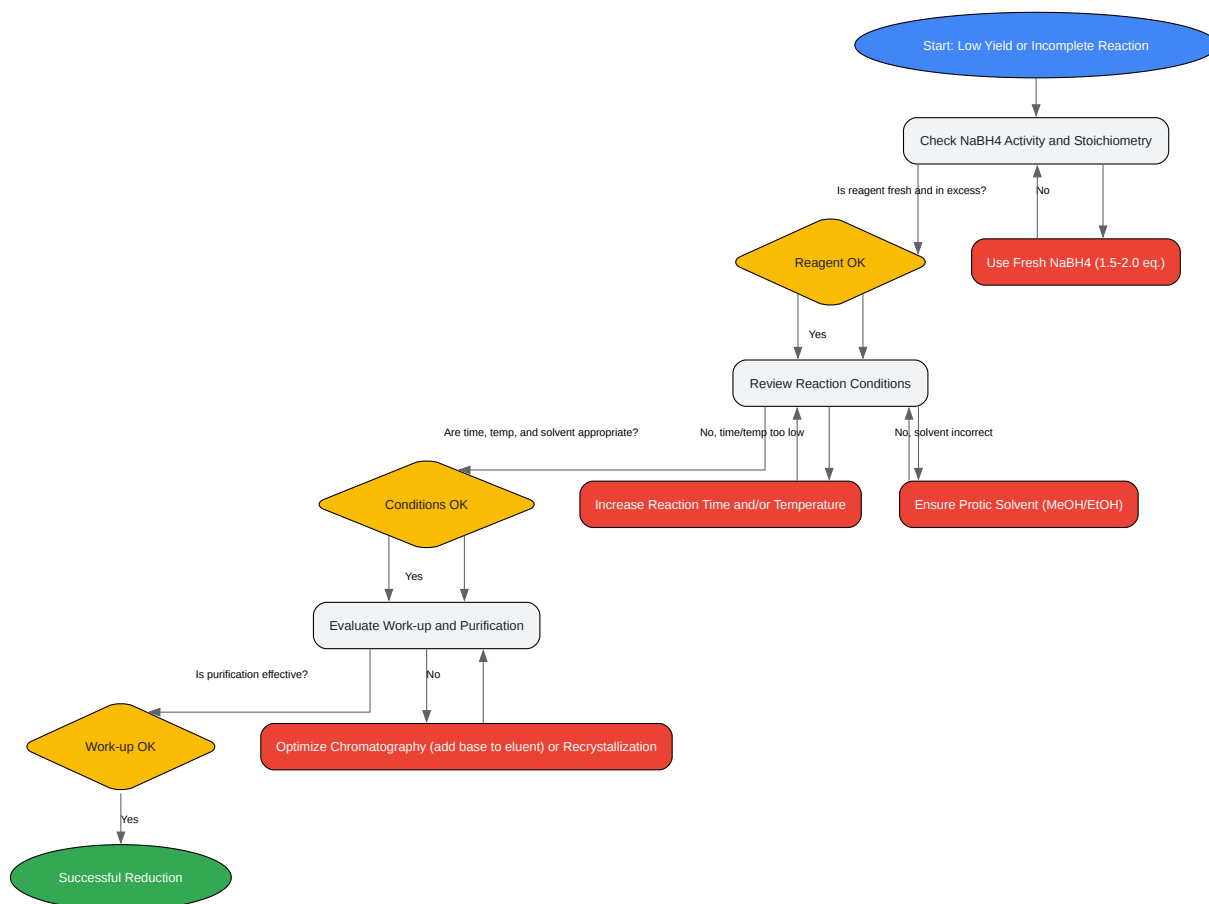 Start: Low Yield or Incomplete Reaction
Check NaBH4 Activity and Stoichiometry
Is reagent fresh and in excess?
No
Reagent OK
Use Fresh NaBH4 (1.5-2.0 eq.)
Yes
Review Reaction Conditions
Are time, temp, and solvent appropriate?
No, time/temp too low
No, solvent incorrect
Conditions OK
Increase Reaction Time and/or Temperature
Ensure Protic Solvent (MeOH/EtOH)
Yes
Evaluate Work-up and Purification
Is purification effective?
No
Work-up OK
Optimize Chromatography (add base to eluent) or Recrystallization
Yes
Successful Reduction